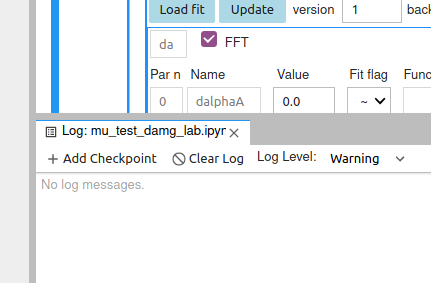 Load fit Update version 1 back
da FFT
Par n Name Value Fit flag Func
0 dalphaA 0.0 ~
Log: mu_test_damg_lab.ipyr
+ Add Checkpoint Clear Log Log Level: Warning
No log messages.